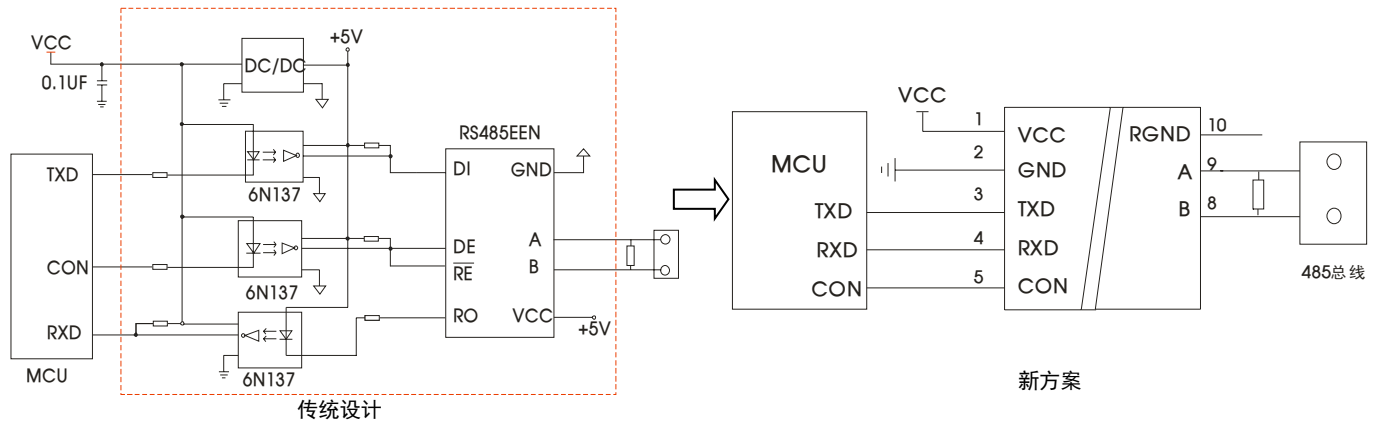 VCC
0.1UF
DC/DC
+5V
6N137
6N137
6N137
TXD
CON
RXD
MCU
RS485EEN
DI
GND
DE
RE
RO
A
B
VCC
+5V
传统设计
MCU
TXD
RXD
CON
VCC
1
2
3
4
5
VCC
GND
TXD
RXD
CON
RGND
A
B
10
9
8
485总线
新方案